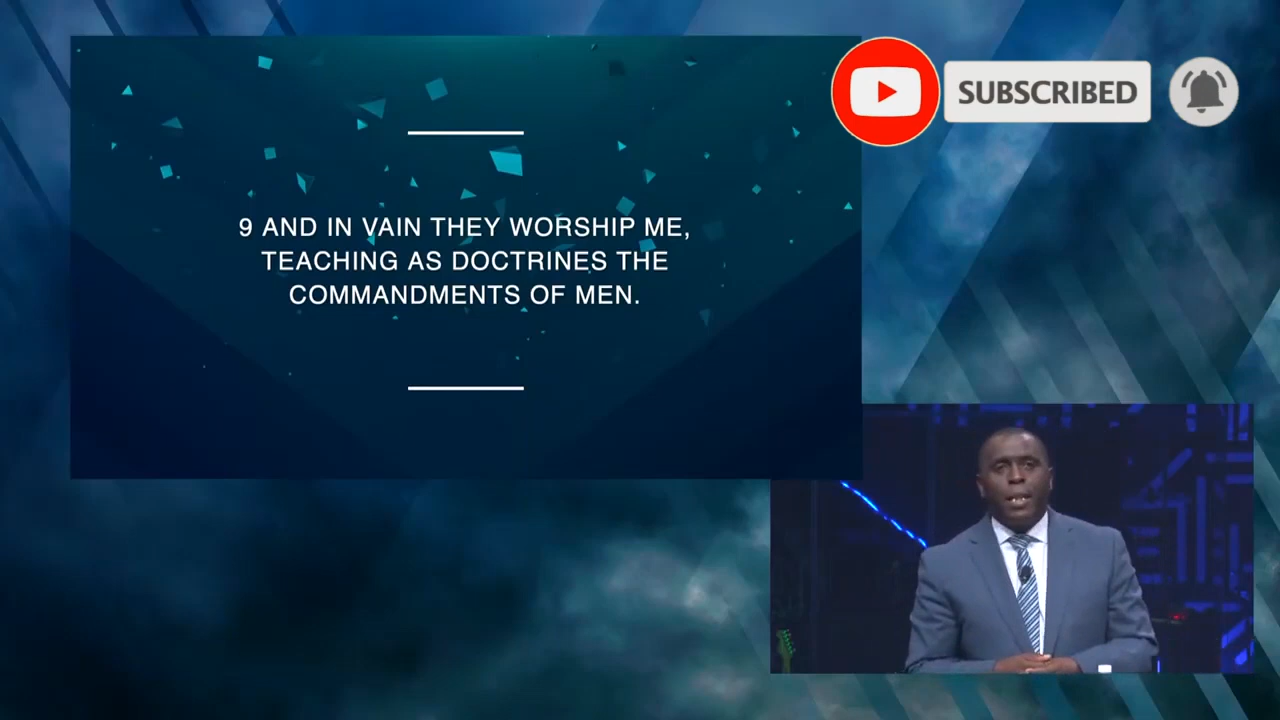 9 AND IN VAIN THEY WORSHIP ME,
TEACHING AS DOCTRINES THE
COMMANDMENTS OF MEN.
SUBSCRIBED